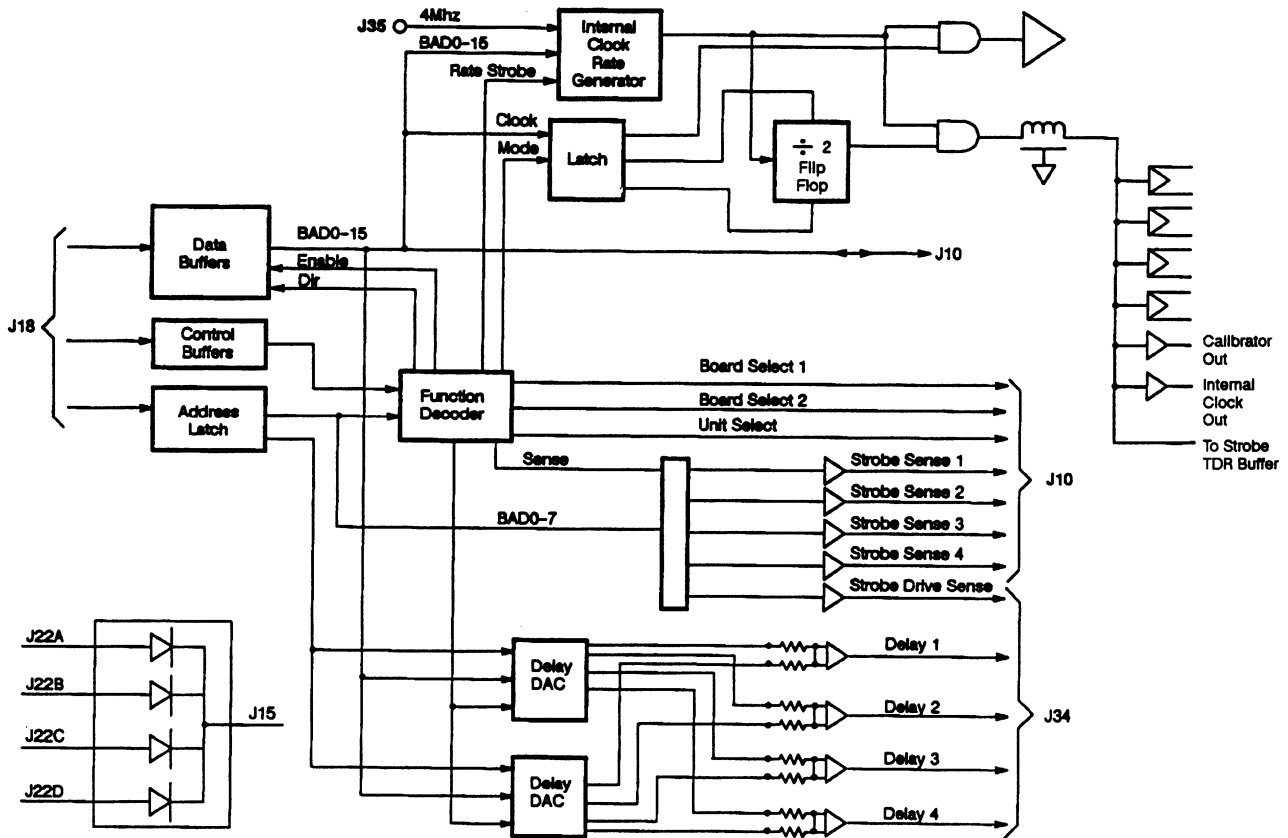 J35
4Mhz
BAD0-15
Rate Strobe
Internal
Clock
Rate
Generator
Clock
Mode
Latch
÷ 2
Flip
Flop
J18
Data
Buffers
BAD0-15
Enable
Dir
J10
Control
Buffers
Address
Latch
Function
Decoder
Board Select 1
Board Select 2
Unit Select
Sense
BAD0-7
Strobe Sense 1
Strobe Sense 2
Strobe Sense 3
Strobe Sense 4
Strobe Drive Sense
J10
Calibrator
Out
Internal
Clock
Out
To Strobe
TDR Buffer
J22A
J22B
J22C
J22D
J15
Delay
DAC
Delay
DAC
Delay 1
Delay 2
Delay 3
Delay 4
J34